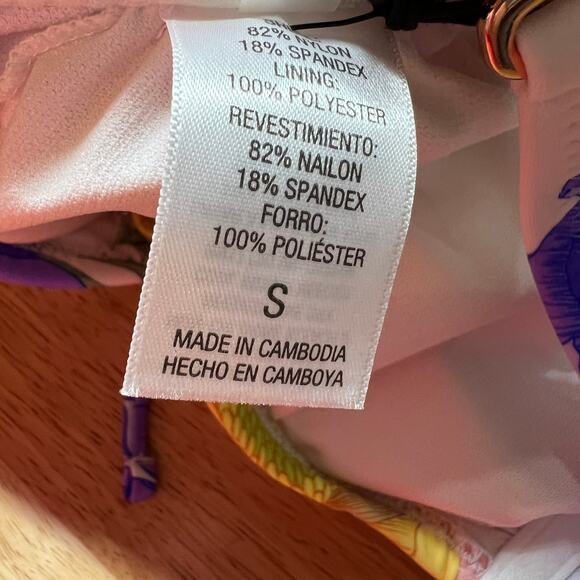 82% NYLON
18% SPANDEX
LINING:
100% POLYESTER
REVESTIMIENTO:
82% NAILON
18% SPANDEX
FORRO:
100% POLIÉSTER
S
MADE IN CAMBODIA
HECHO EN CAMBOYA